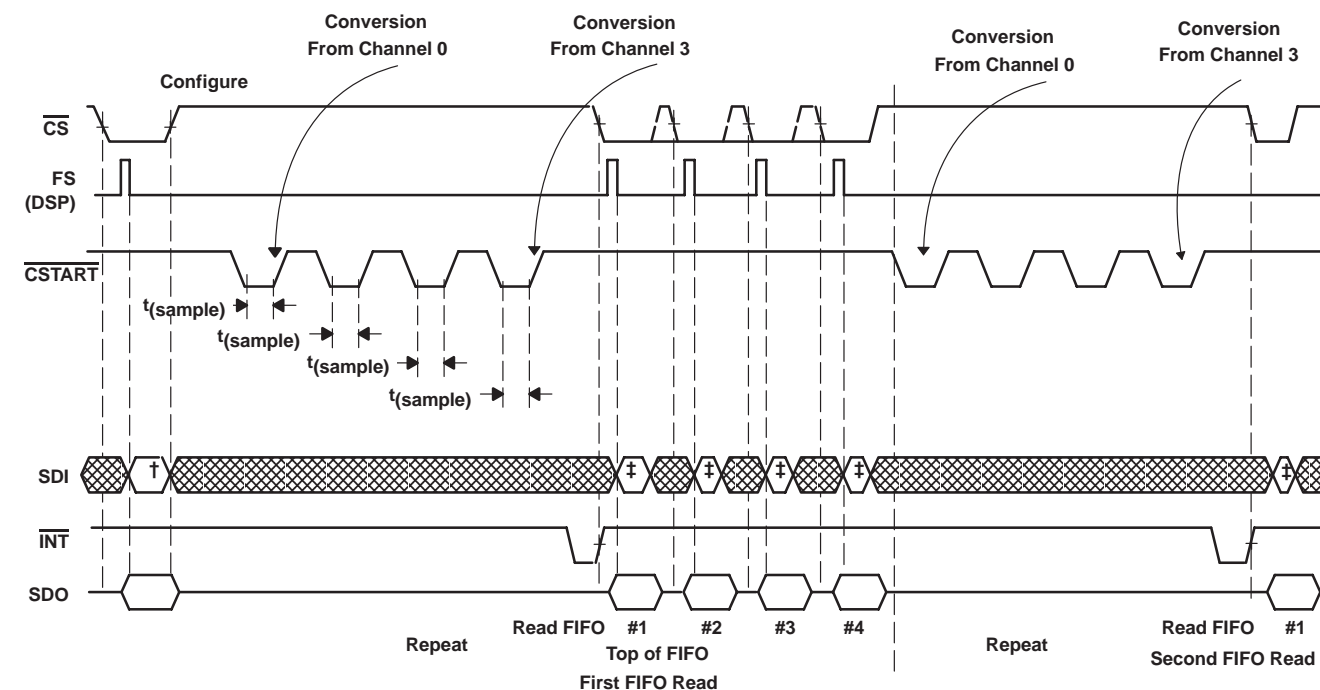 Conversion
From Channel 0
Conversion
From Channel 3
Conversion
From Channel 0
Conversion
From Channel 3
Configure
CS
FS
(DSP)
CSTART
t(sample)
t(sample)
t(sample)
t(sample)
SDI
†
‡
‡
‡
‡
‡
INT
SDO
Repeat
Read FIFO
#1
#2
#3
#4
Top of FIFO
First FIFO Read
Repeat
Read FIFO
#1
Second FIFO Read